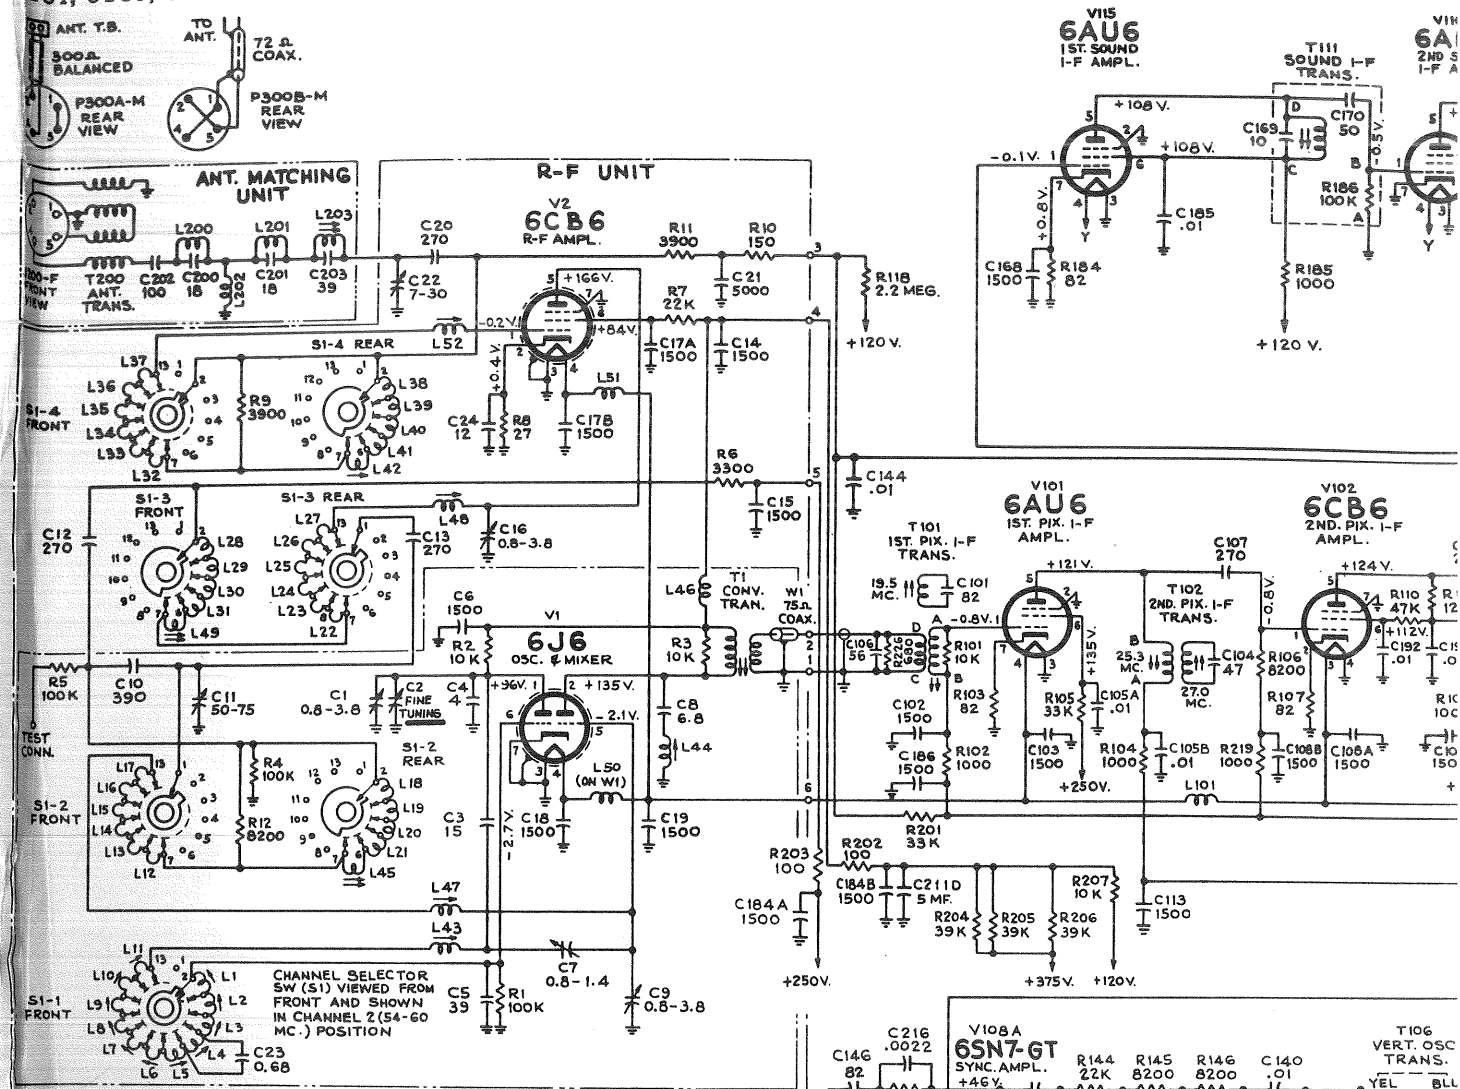 ANT. T.B.
300Ω
BALANCED
P300A-M
REAR
VIEW
TO
ANT.
72 Ω
COAX.
P300B-M
REAR
VIEW
V115
6AU6
1ST. SOUND
I-F AMPL.
+108 V.
T111
SOUND I-F
TRANS.
C169
10
C170
50
-0.5V.
-0.1V.
+108V.
+0.8V.
C168
1500
R184
82
C185
.01
R185
1000
+120 V.
R186
100K
ANT. MATCHING
UNIT
L200
L201
L203
T200
ANT.
TRANS.
C202
100
C200
18
L202
C201
18
C203
39
R-F UNIT
V2
6CB6
R-F AMPL.
C20
270
C22
7-30
+166V.
-0.2V.
+84V.
+0.4V.
R11
3900
R10
150
C21
5000
R7
22K
C17A
1500
C14
1500
R118
2.2 MEG.
+120 V.
L52
L51
C24
12
R8
27
C17B
1500
S1-4
FRONT
S1-4 REAR
L37
L36
L35
L34
L33
L32
R9
3900
L38
L39
L40
L41
L42
R6
3300
C15
1500
C144
.01
S1-3
FRONT
S1-3 REAR
C12
270
L28
L29
L30
L31
L49
L27
L26
L25
L24
L23
L22
L48
C13
270
C16
0.8-3.8
V101
6AU6
1ST. PIX. I-F
AMPL.
V102
6CB6
2ND. PIX. I-F
AMPL.
T101
1ST. PIX. I-F
TRANS.
19.5
MC.
C101
82
+121V.
C107
270
+124V.
T102
2ND. PIX. I-F
TRANS.
25.3
MC.
27.0
MC.
C104
47
-0.8V.
-0.8V.
+135V.
R110
47K
+112V.
C192
.01
R106
8200
R107
82
R101
10K
R103
82
R105
33K
C105A
.01
C106
56
R226
680
C102
1500
C186
1500
R102
1000
C103
1500
R104
1000
C105B
.01
R219
1000
C108B
1500
C108A
1500
+250V.
L101
L46
T1
CONV.
TRAN.
W1
75Ω
COAX.
C6
1500
R2
10 K
V1
6J6
OSC. & MIXER
R3
10K
+96V.
+135V.
-2.1V.
-2.7V.
C8
6.8
L44
L50
(ON W1)
C18
1500
C19
1500
C4
4
C3
15
C1
0.8-3.8
C2
FINE
TUNING
R5
100K
C10
390
C11
50-75
TEST
CONN.
S1-2
FRONT
S1-2
REAR
L17
L16
L15
L14
L13
L12
R4
100K
R12
8200
L18
L19
L20
L21
L45
L47
L43
C7
0.8-1.4
C9
0.8-3.8
C5
39
R1
100K
S1-1
FRONT
L11
L10
L9
L8
L7
L6
L5
L4
L3
L2
L1
C23
0.68
CHANNEL SELECTOR
SW (S1) VIEWED FROM
FRONT AND SHOWN
IN CHANNEL 2 (54-60
MC.) POSITION
R201
33K
R203
100
R202
100
C184A
1500
C184B
1500
C211D
5 MF.
R204
39K
R205
39K
R206
39K
R207
10 K
C113
1500
+250V.
+375V.
+120V.
C146
82
C216
.0022
V108A
6SN7-GT
SYNC. AMPL.
+46V.
R144
22K
R145
8200
R146
8200
C140
.01
T106
VERT. OSC
TRANS.
YEL